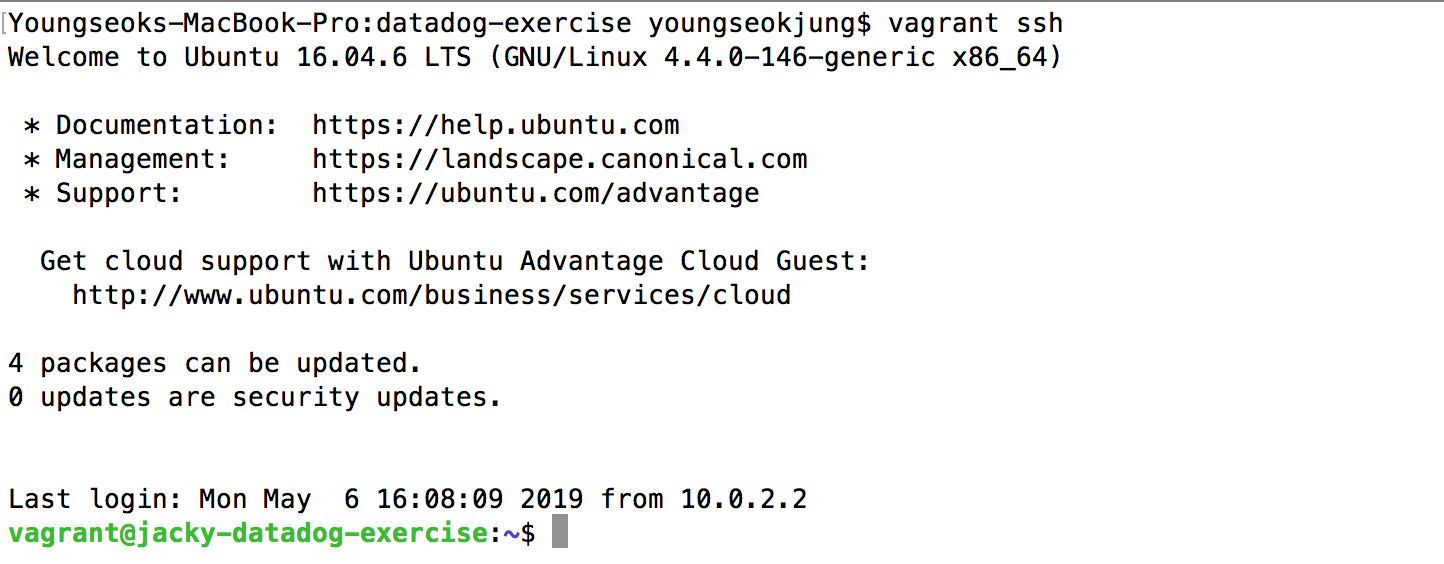 [Youngseoks-MacBook-Pro:datadog-exercise youngseokjung$ vagrant ssh
Welcome to Ubuntu 16.04.6 LTS (GNU/Linux 4.4.0-146-generic x86_64)
* Documentation:  https://help.ubuntu.com
* Management:     https://landscape.canonical.com
* Support:        https://ubuntu.com/advantage
Get cloud support with Ubuntu Advantage Cloud Guest:
http://www.ubuntu.com/business/services/cloud
4 packages can be updated.
0 updates are security updates.
Last login: Mon May  6 16:08:09 2019 from 10.0.2.2
vagrant@jacky-datadog-exercise:~$